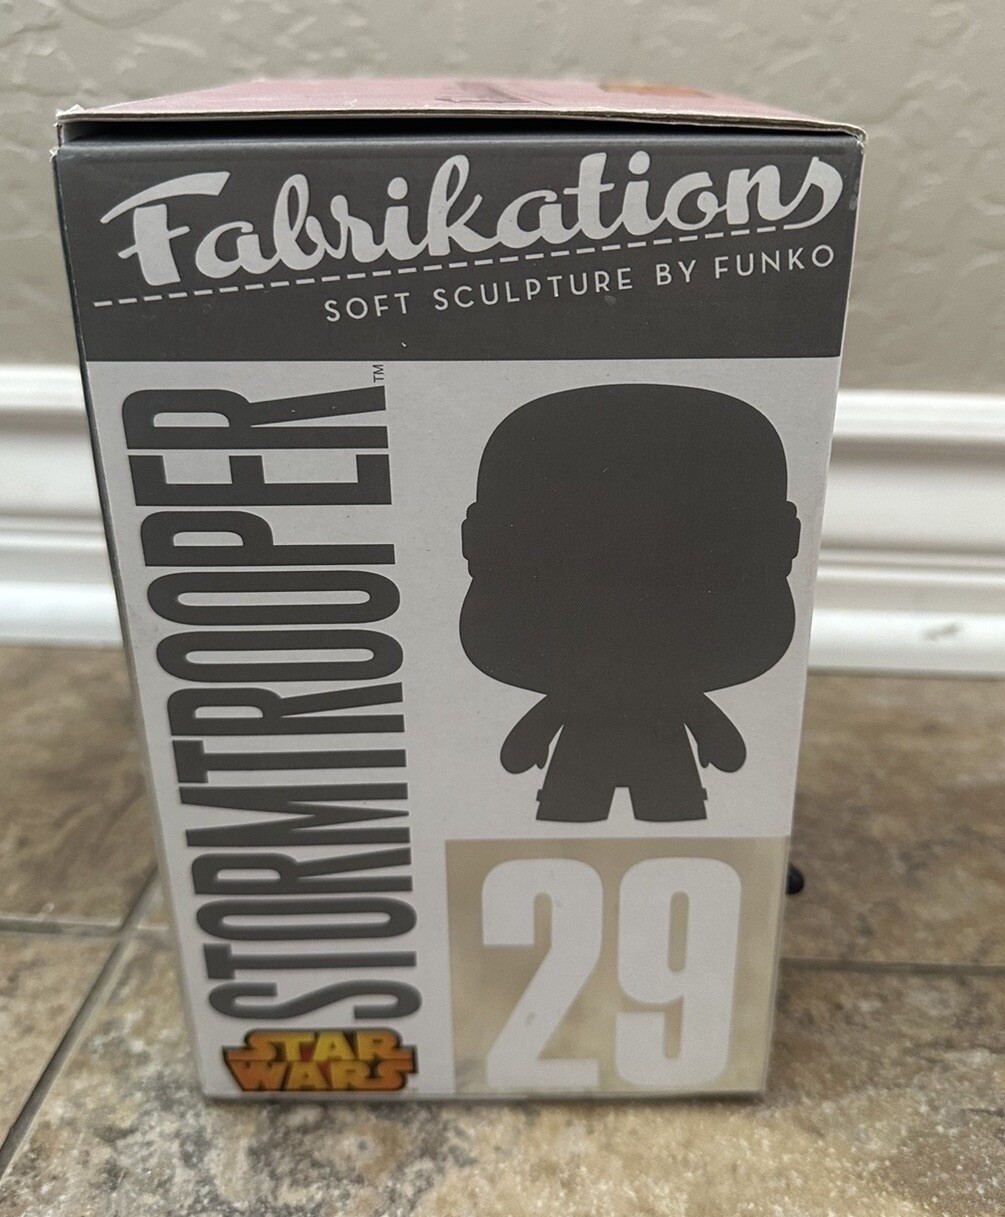 Fabrikations
SOFT SCULPTURE BY FUNKO
STORMTROOPER™
STAR
WARS
29